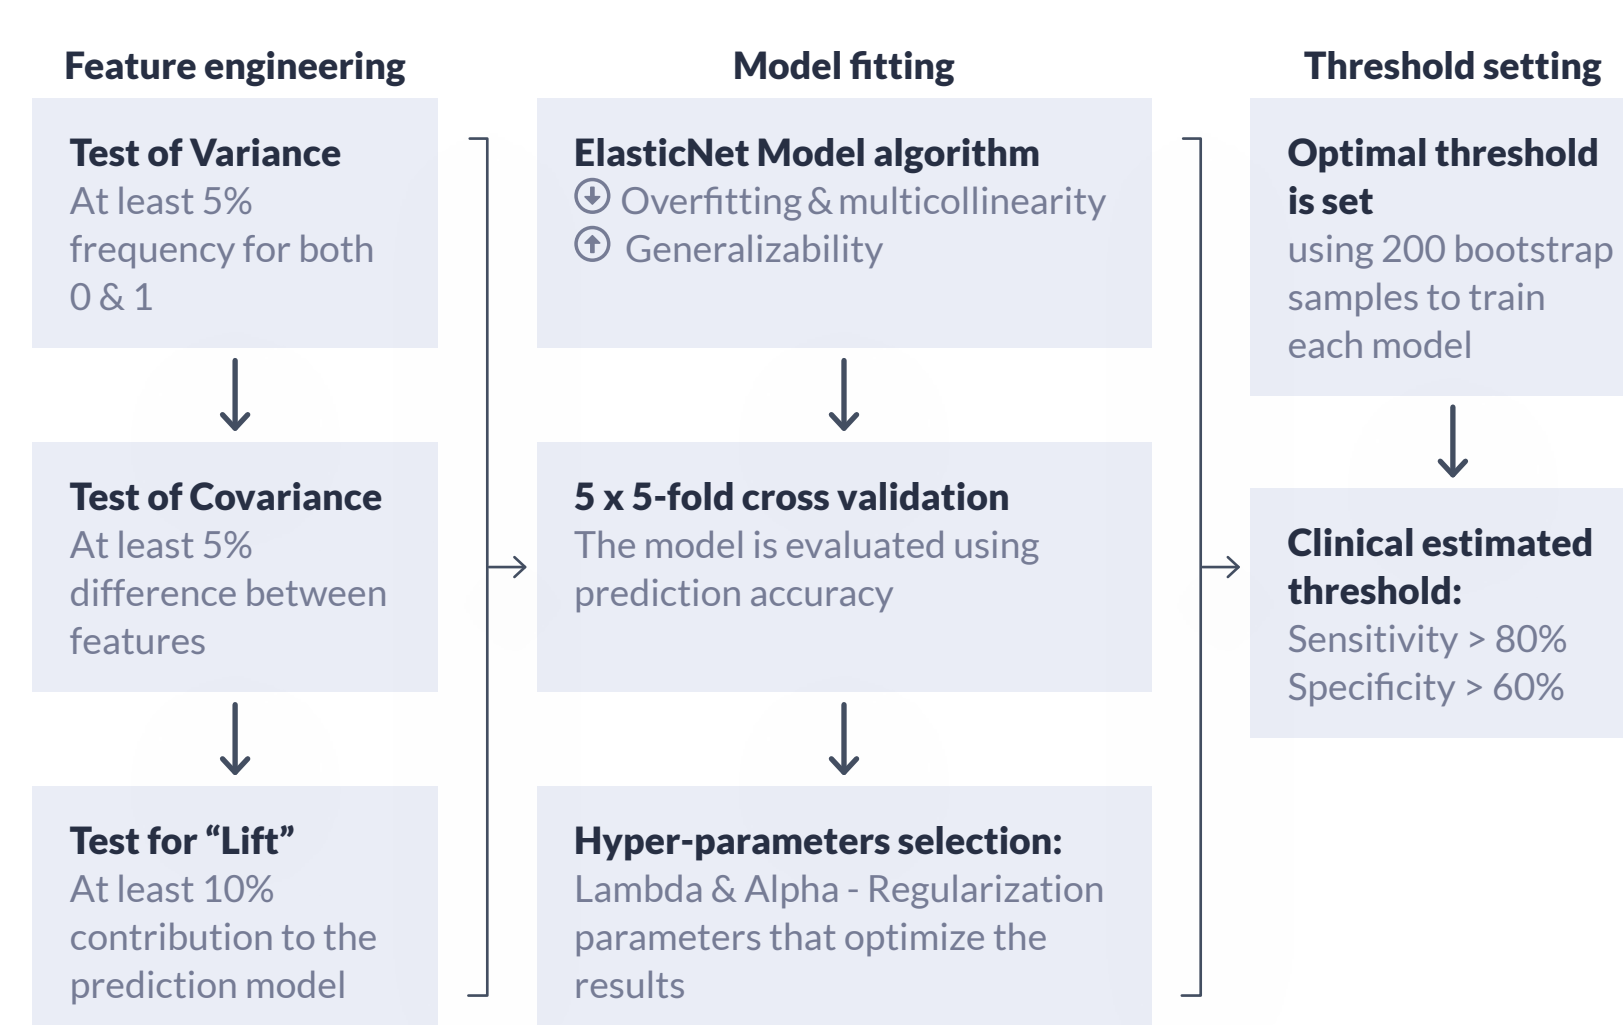 Feature engineering
Test of Variance
At least 5%
frequency for both
0 & 1
Test of Covariance
At least 5%
difference between
features
Test for “Lift”
At least 10%
contribution to the
prediction model
Model fitting
ElasticNet Model algorithm
Overfitting & multicollinearity
Generalizability
5 x 5-fold cross validation
The model is evaluated using
prediction accuracy
Hyper-parameters selection:
Lambda & Alpha - Regularization
parameters that optimize the
results
Threshold setting
Optimal threshold
is set
using 200 bootstrap
samples to train
each model
Clinical estimated
threshold:
Sensitivity > 80%
Specificity > 60%